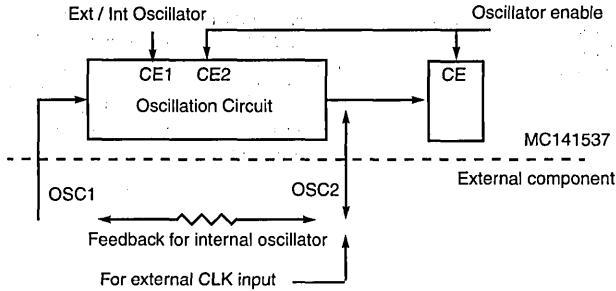 Ext / Int Oscillator
Oscillator enable
CE1 CE2
CE
Oscillation Circuit
MC141537
External component
OSC1
OSC2
Feedback for internal oscillator
For external CLK input